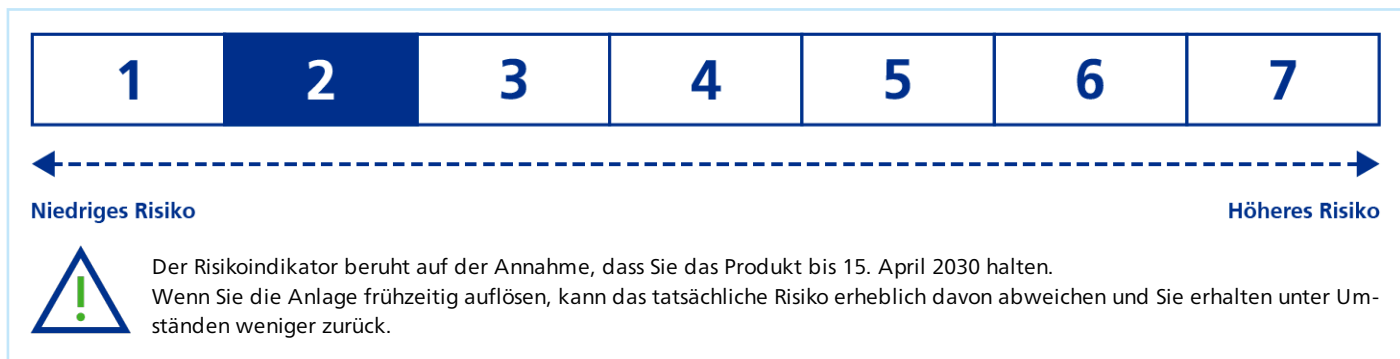 1 2 3 4 5 6 7
Niedriges Risiko Höheres Risiko
Der Risikoindikator beruht auf der Annahme, dass Sie das Produkt bis 15. April 2030 halten.
Wenn Sie die Anlage frühzeitig auflösen, kann das tatsächliche Risiko erheblich davon abweichen und Sie erhalten unter Um-
ständen weniger zurück.